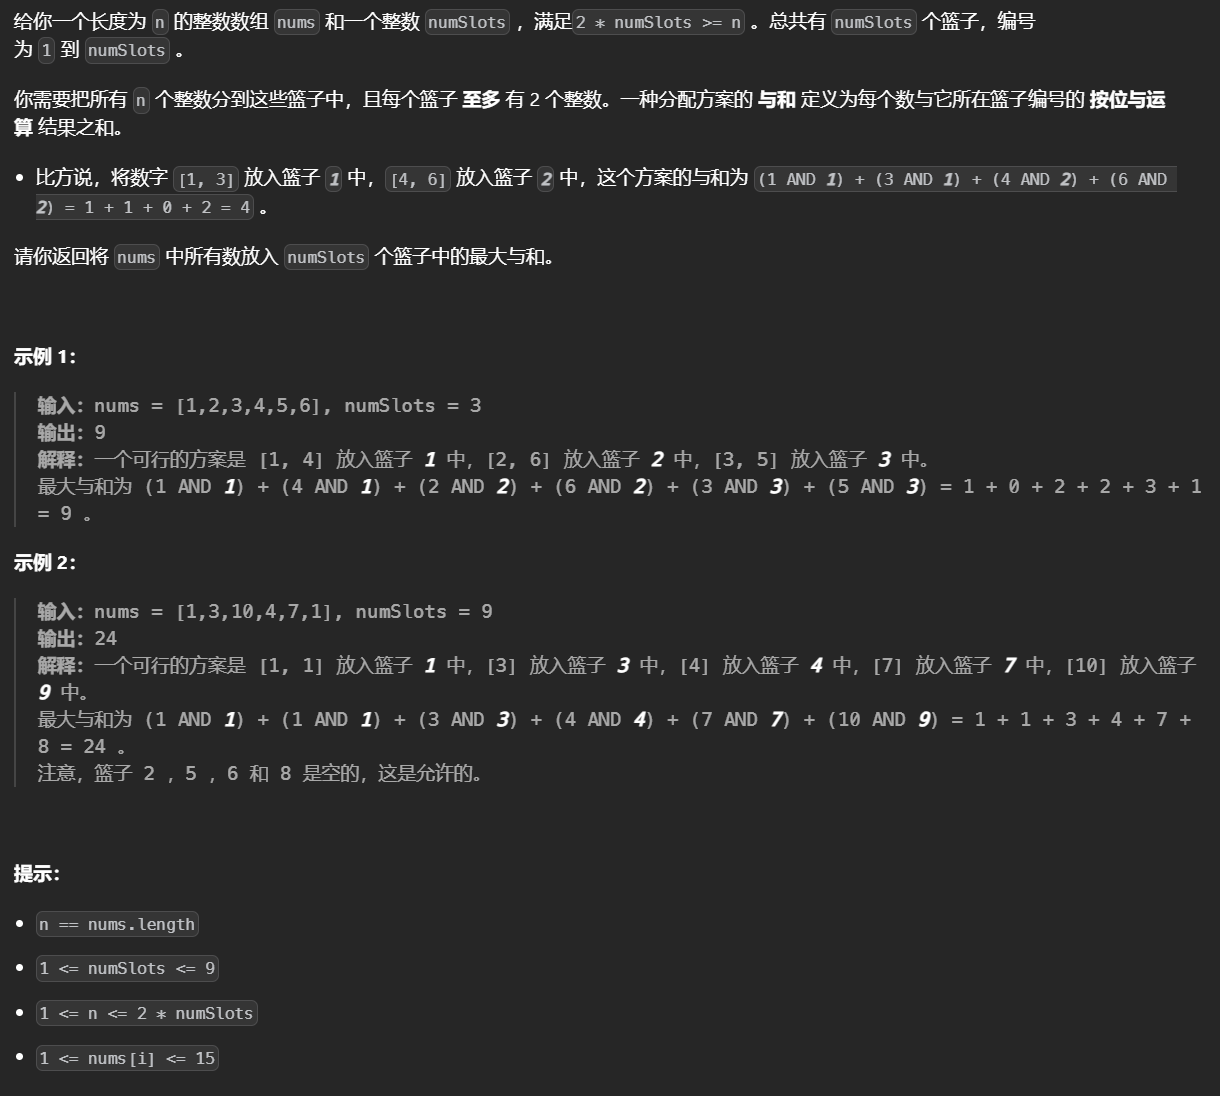 给你一个长度为 n 的整数数组 nums 和一个整数 numSlots ，满足2 * numSlots >= n 。总共有 numSlots 个篮子，编号
为 1 到 numSlots 。
你需要把所有 n 个整数分到这些篮子中，且每个篮子 至多 有 2 个整数。一种分配方案的 与和 定义为每个数与它所在篮子编号的 按位与运
算 结果之和。
• 比方说，将数字 [1, 3] 放入篮子 1 中，[4, 6] 放入篮子 2 中，这个方案的与和为 (1 AND 1) + (3 AND 1) + (4 AND 2) + (6 AND
2) = 1 + 1 + 0 + 2 = 4 。
请你返回将 nums 中所有数放入 numSlots 个篮子中的最大与和。
示例 1：
输入：nums = [1,2,3,4,5,6], numSlots = 3
输出：9
解释：一个可行的方案是 [1, 4] 放入篮子 1 中，[2, 6] 放入篮子 2 中，[3, 5] 放入篮子 3 中。
最大与和为 (1 AND 1) + (4 AND 1) + (2 AND 2) + (6 AND 2) + (3 AND 3) + (5 AND 3) = 1 + 0 + 2 + 2 + 3 + 1
= 9 。
示例 2：
输入：nums = [1,3,10,4,7,1], numSlots = 9
输出：24
解释：一个可行的方案是 [1, 1] 放入篮子 1 中，[3] 放入篮子 3 中，[4] 放入篮子 4 中，[7] 放入篮子 7 中，[10] 放入篮子
9 中。
最大与和为 (1 AND 1) + (1 AND 1) + (3 AND 3) + (4 AND 4) + (7 AND 7) + (10 AND 9) = 1 + 1 + 3 + 4 + 7 +
8 = 24 。
注意，篮子 2 ，5 ，6 和 8 是空的，这是允许的。
提示：
• n == nums.length
• 1 <= numSlots <= 9
• 1 <= n <= 2 * numSlots
• 1 <= nums[i] <= 15